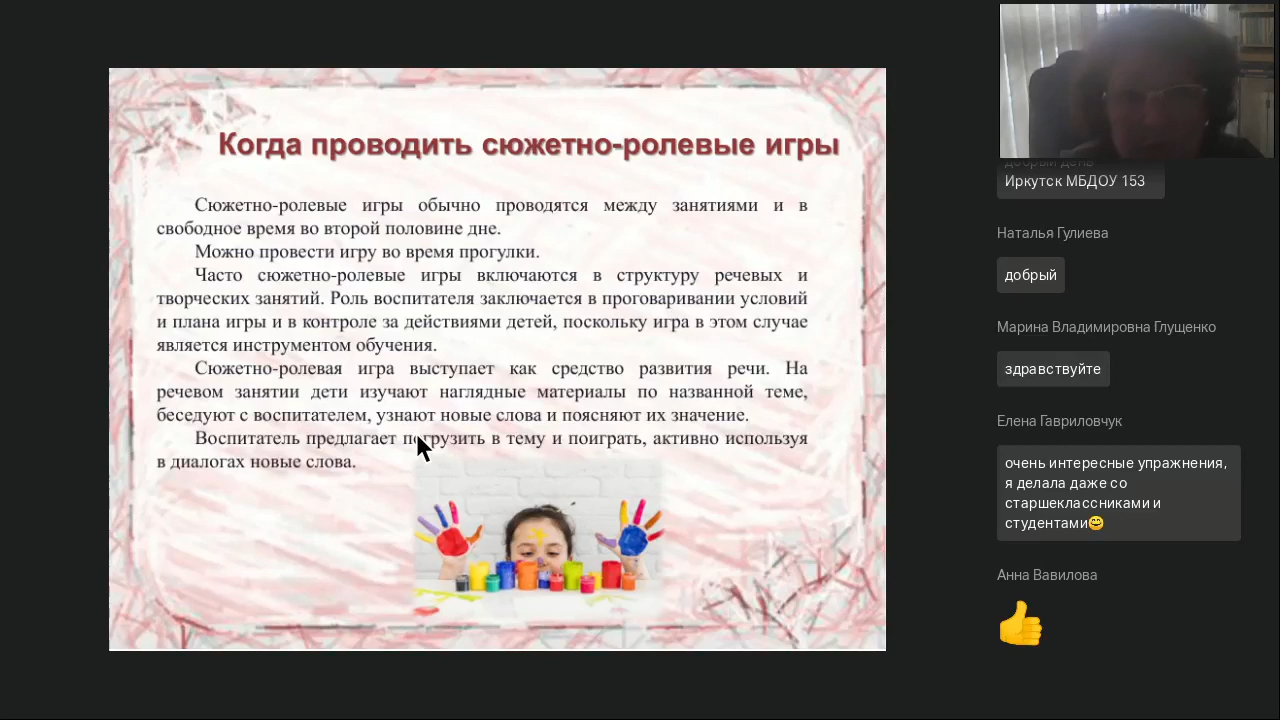 Когда проводить сюжетно-ролевые игры
Сюжетно-ролевые игры обычно проводятся между занятиями и в
свободное время во второй половине дне.
Можно провести игру во время прогулки.
Часто сюжетно-ролевые игры включаются в структуру речевых и
творческих занятий. Роль воспитателя заключается в проговаривании условий
и плана игры и в контроле за действиями детей, поскольку игра в этом случае
является инструментом обучения.
Сюжетно-ролевая игра выступает как средство развития речи. На
речевом занятии дети изучают наглядные материалы по названной теме,
беседуют с воспитателем, узнают новые слова и поясняют их значение.
Воспитатель предлагает погрузить в тему и поиграть, активно используя
в диалогах новые слова.
добрый день
Иркутск МБДОУ 153
Наталья Гулиева
добрый
Марина Владимировна Глущенко
здравствуйте
Елена Гавриловчук
очень интересные упражнения,
я делала даже со
старшеклассниками и
студентами😊
Анна Вавилова
👍